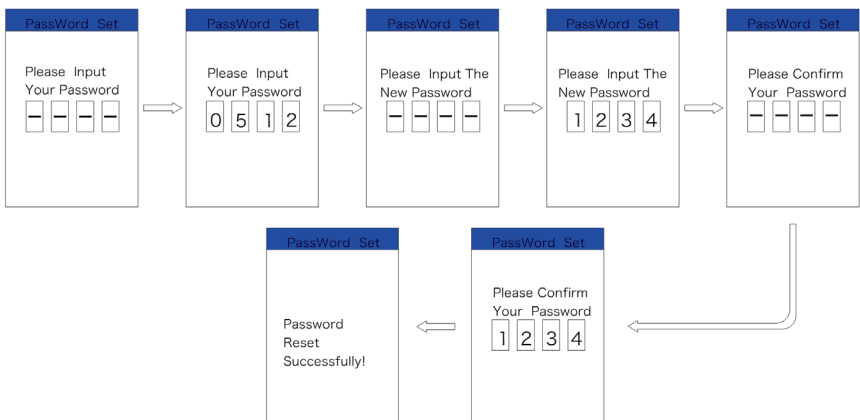 PassWord Set
Please Input
Your Password
– – – –
PassWord Set
Please Input
Your Password
0 5 1 2
PassWord Set
Please Input The
New Password
– – – –
PassWord Set
Please Input The
New Password
1 2 3 4
PassWord Set
Please Confirm
Your Password
– – – –
PassWord Set
Please Confirm
Your Password
1 2 3 4
PassWord Set
Password
Reset
Successfully!